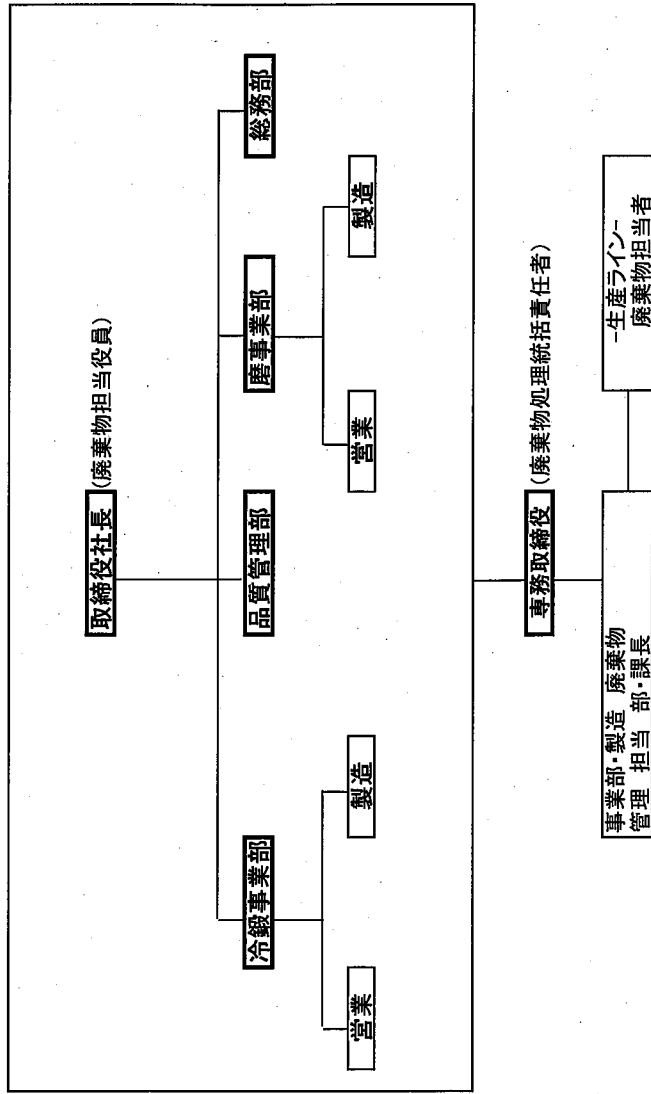 取締役社長
(廃棄物担当役員)
冷鍛事業部
品質管理部
磨事業部
総務部
営業
製造
営業
製造
専務取締役
(廃棄物処理統括責任者)
事業部・製造 廃棄物
管理 担当 部・課長
-生産ライン-
廃棄物担当者